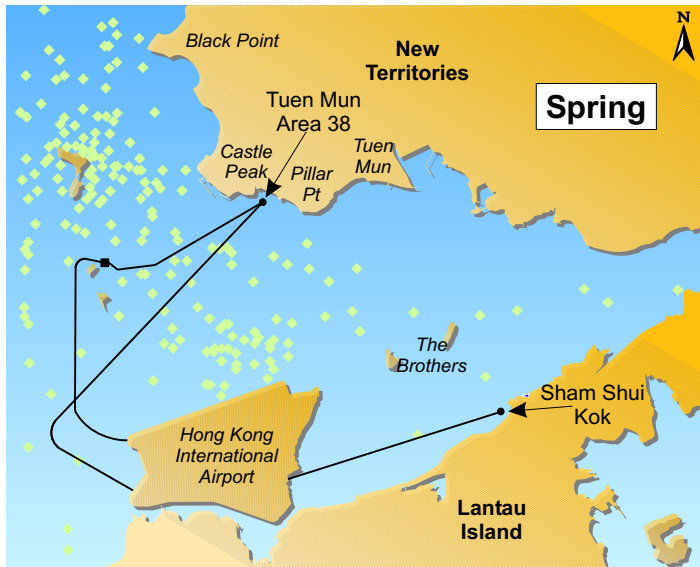 Black Point
New
Territories
N
Spring
Tuen Mun
Area 38
Castle
Peak
Pillar
Pt
Tuen
Mun
The
Brothers
Sham Shui
Kok
Hong Kong
International
Airport
Lantau
Island